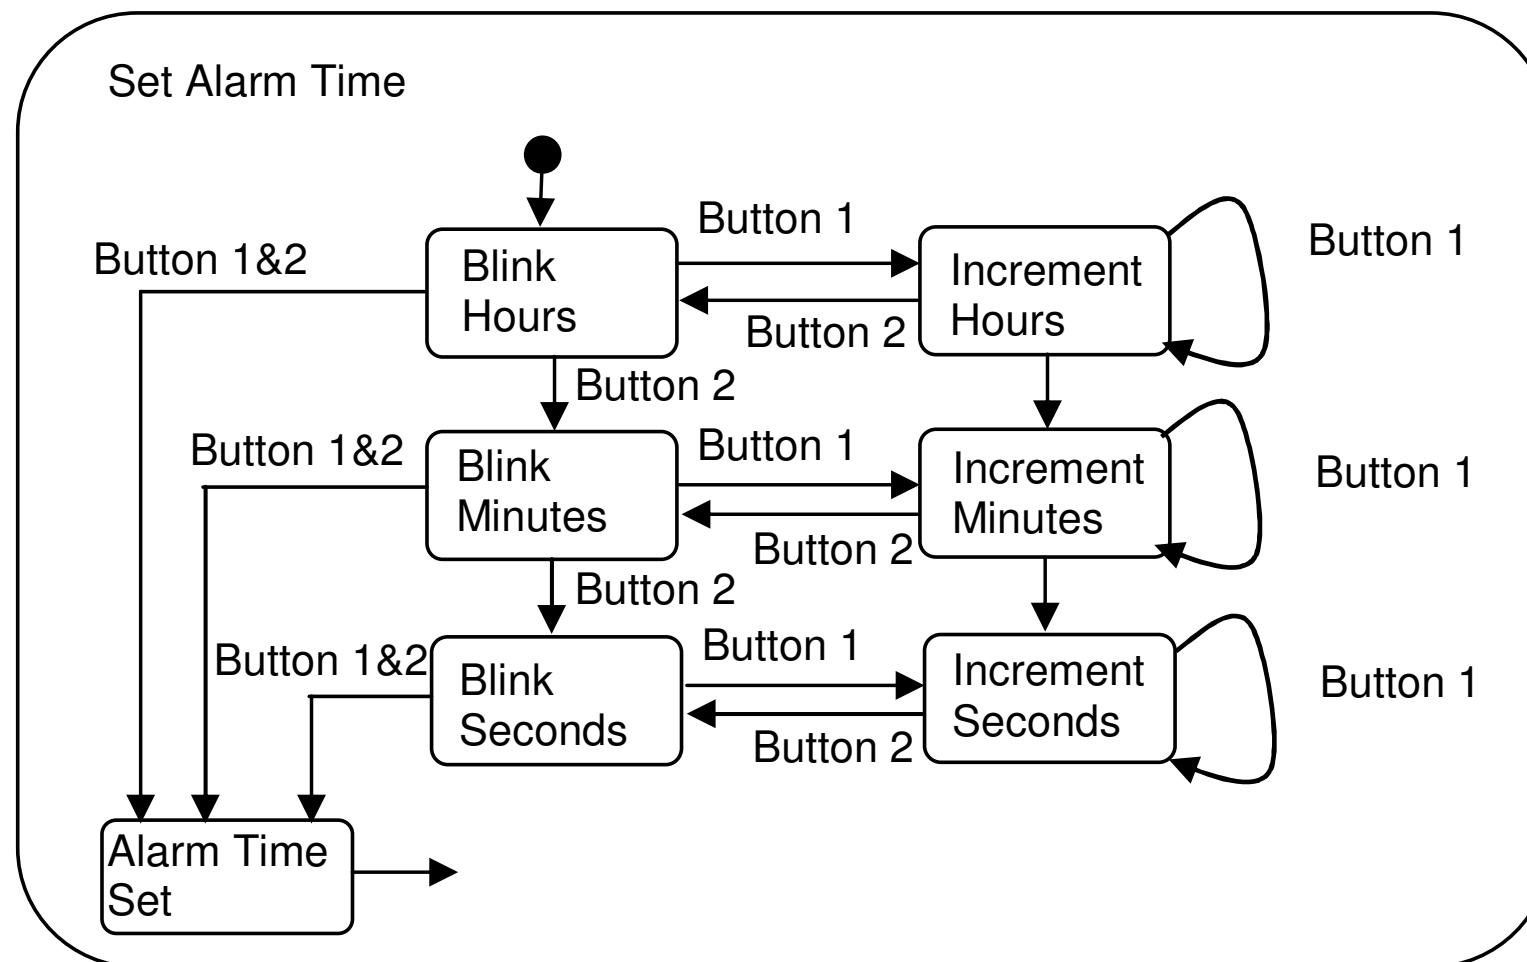 Set Alarm Time
Button 1
Button 1
Button 1&2
Blink
Hours
Increment
Hours
Button 2
Button 2
Button 1&2
Button 1
Button 1
Blink
Minutes
Increment
Minutes
Button 2
Button 2
Button 1&2
Button 1
Button 1
Blink
Seconds
Increment
Seconds
Button 2
Alarm Time
Set